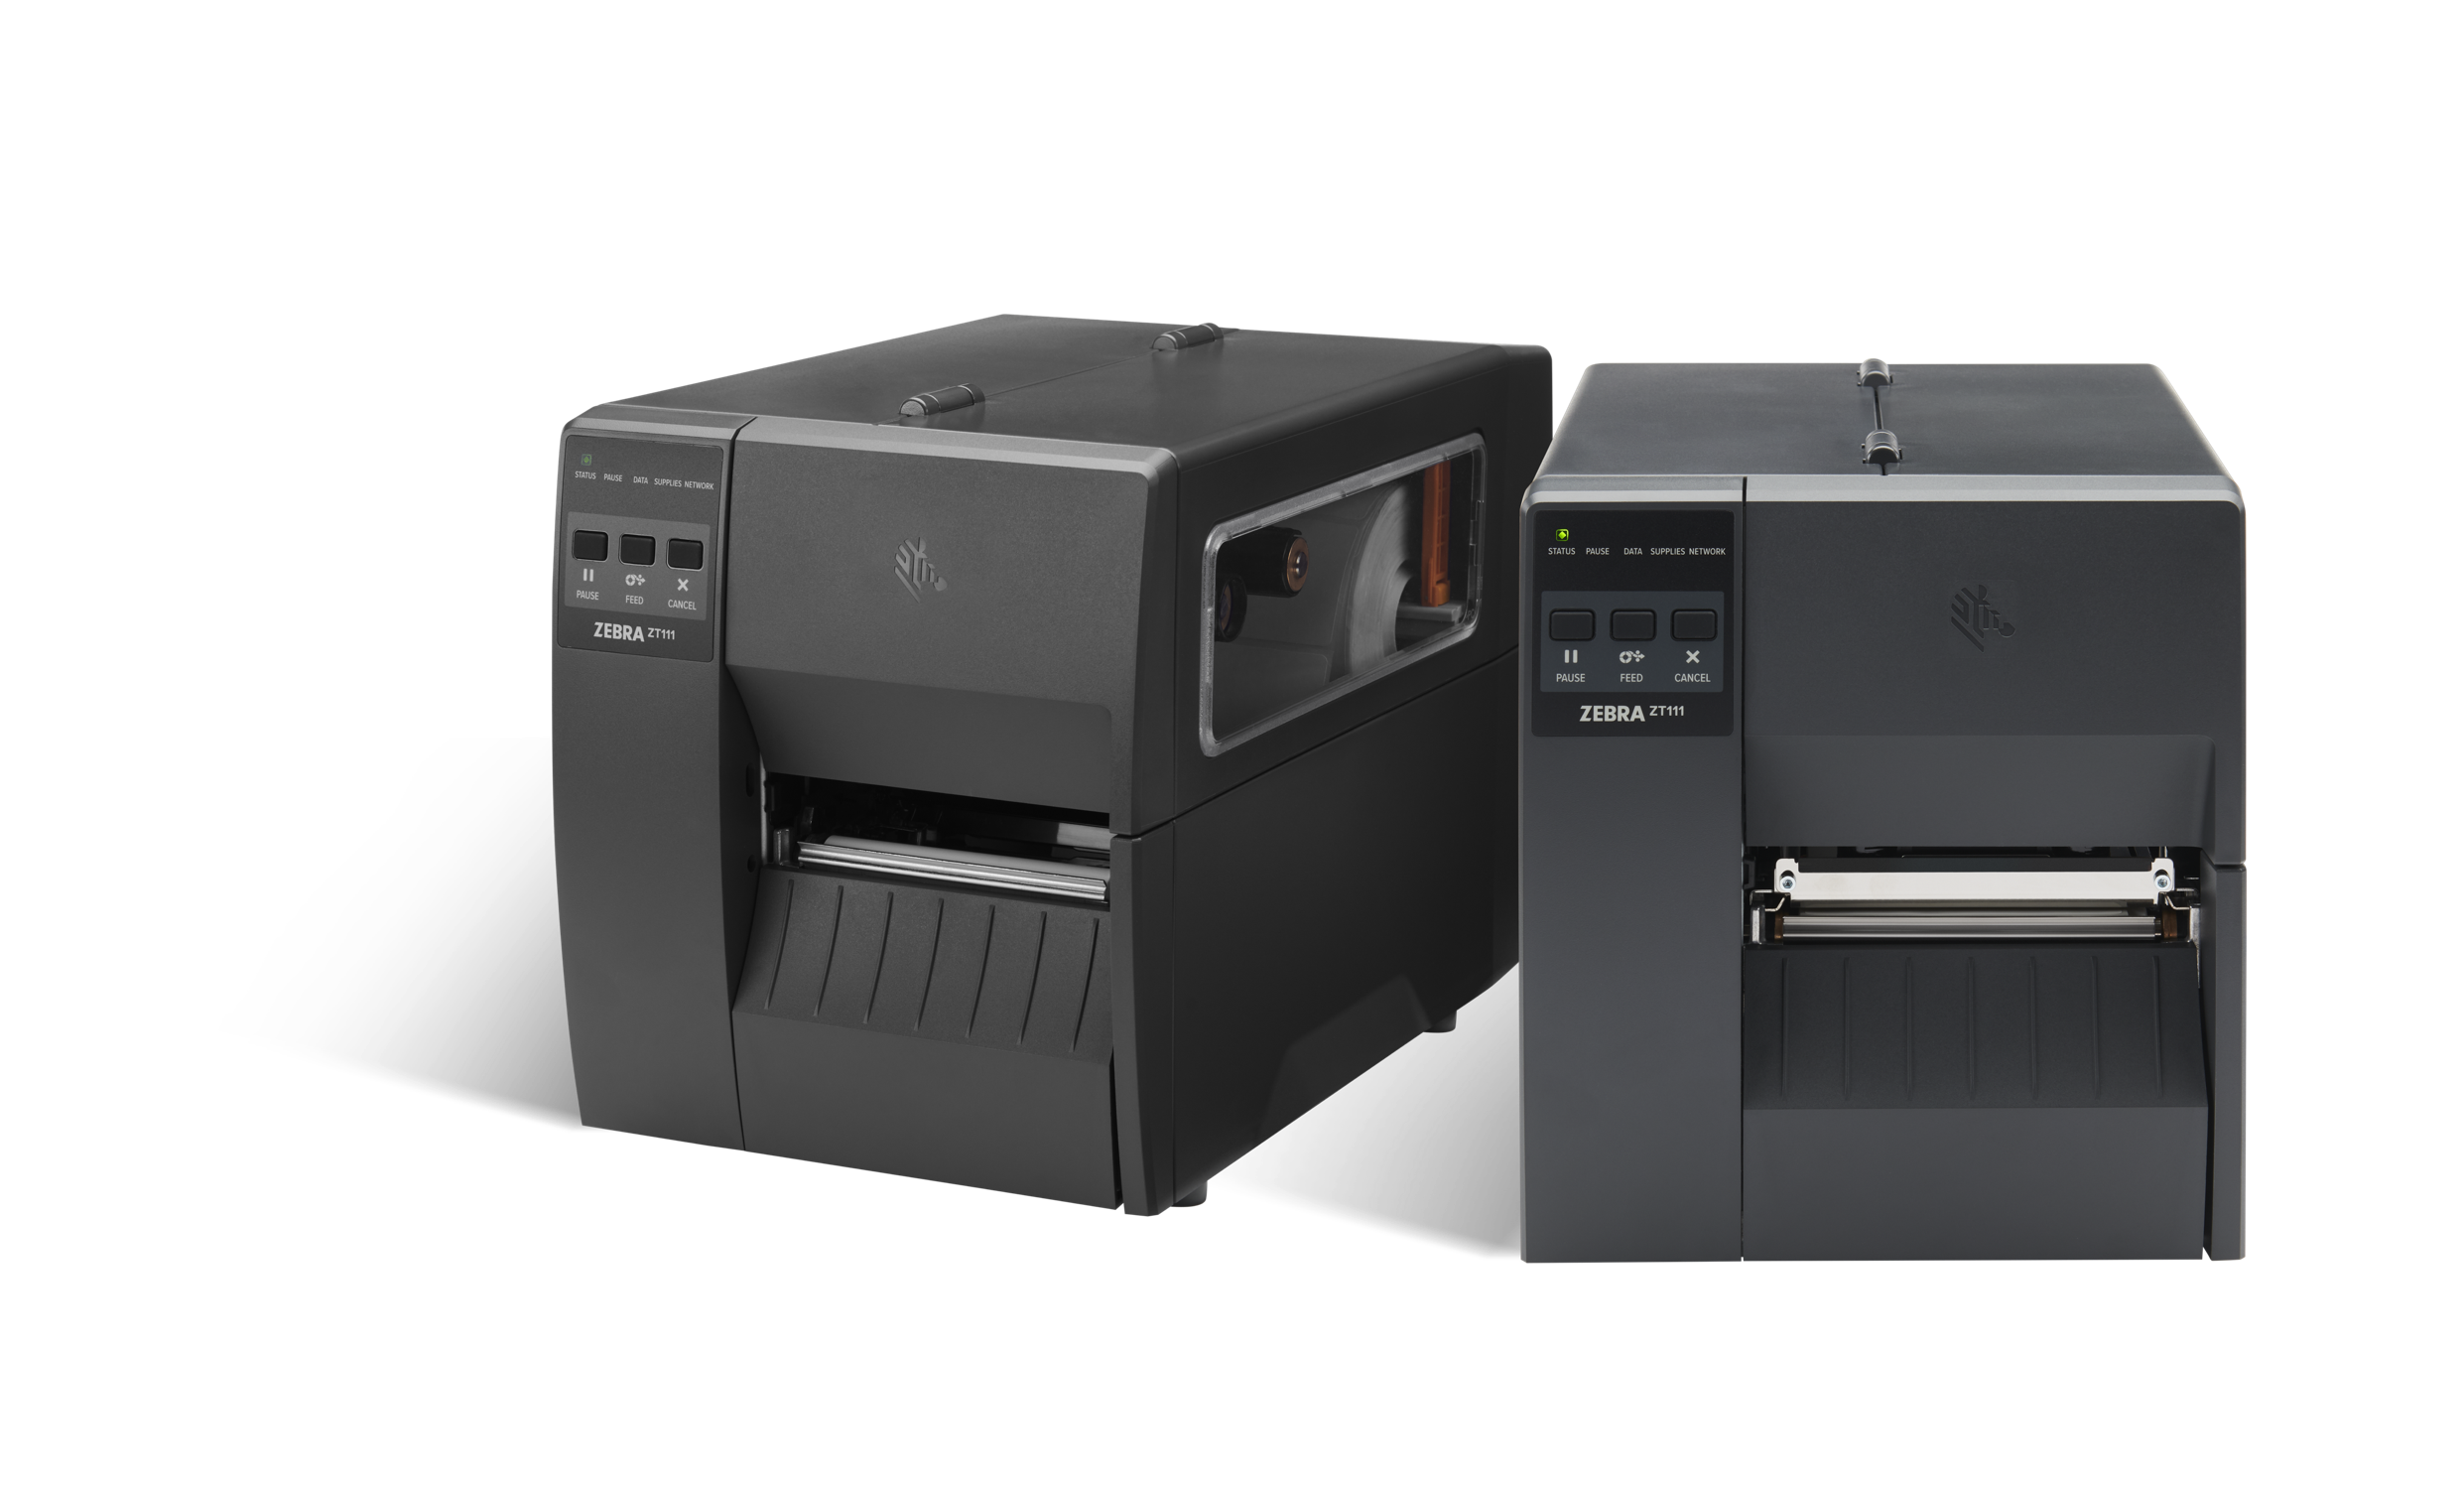 STATUS PAUSE DATA SUPPLIES NETWORK
PAUSE FEED CANCEL
ZEBRA ZT111
STATUS PAUSE DATA SUPPLIES NETWORK
PAUSE FEED CANCEL
ZEBRA ZT111